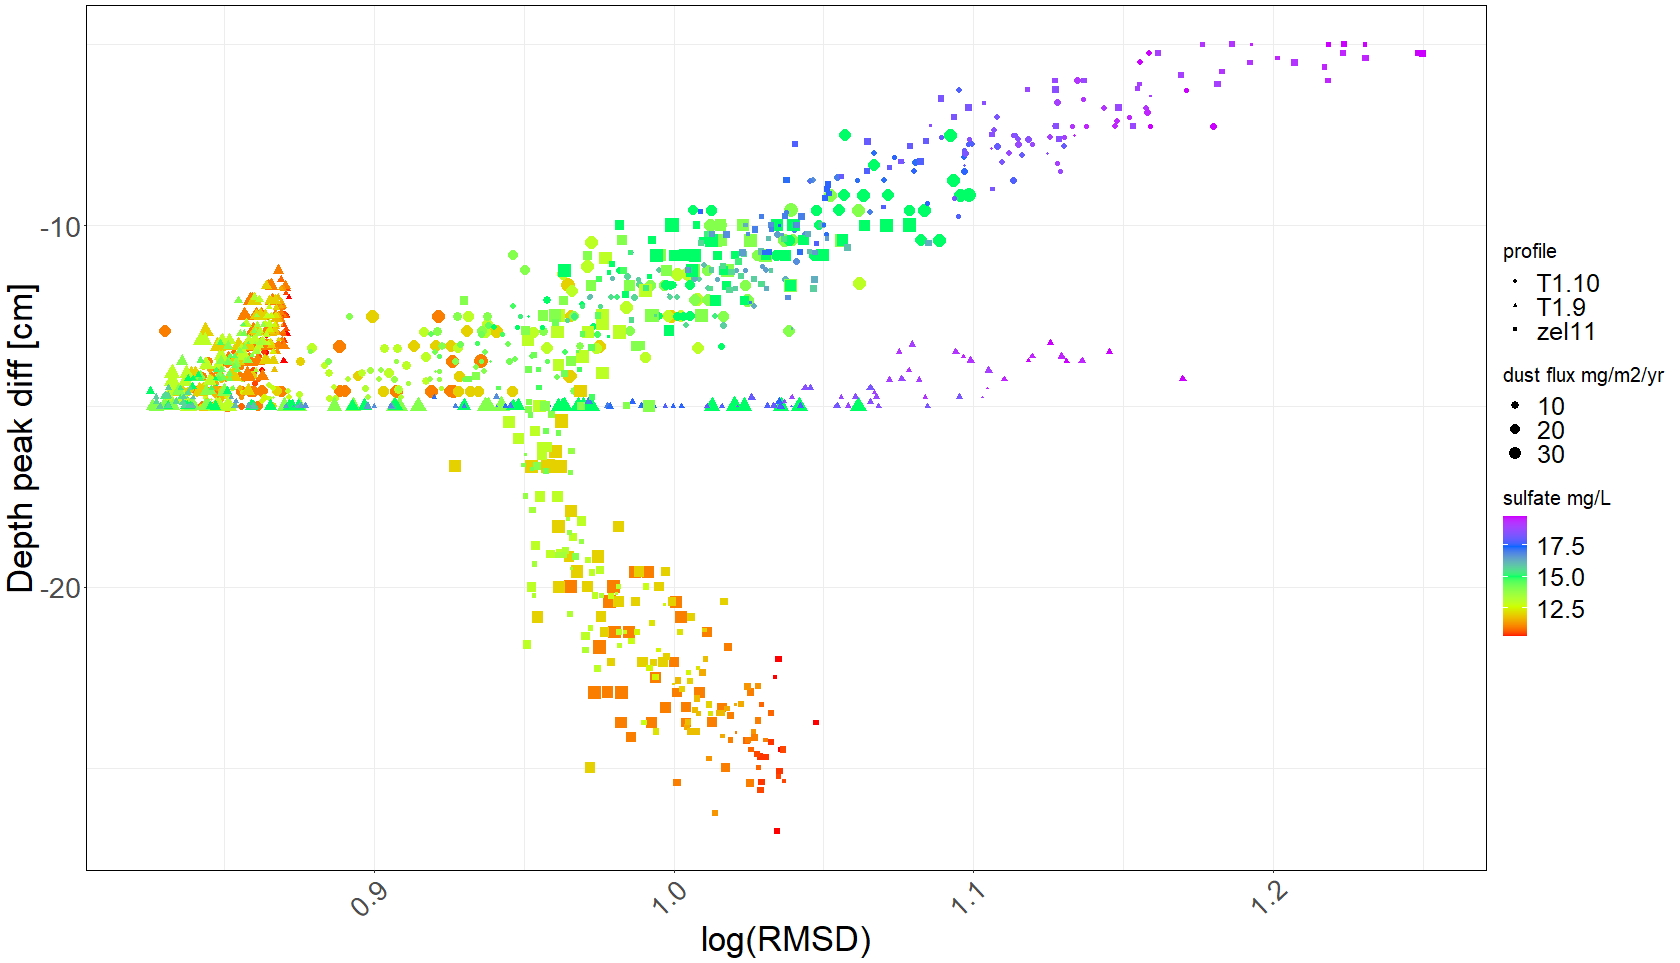 Depth peak diff [cm]
-10
-20
0.9
1.0
1.1
1.2
log(RMSD)
profile
T1.10
T1.9
zel11
dust flux mg/m2/yr
10
20
30
sulfate mg/L
17.5
15.0
12.5